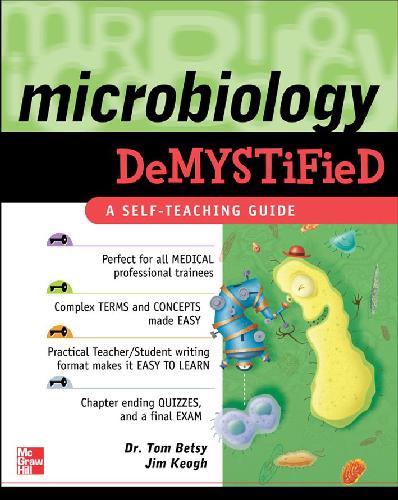 microbiology
DeMYSTiFieD
A SELF-TEACHING GUIDE
Perfect for all MEDICAL
professional trainees
Complex TERMS and CONCEPTS
made EASY
Practical Teacher/Student writing
format makes it EASY TO LEARN
Chapter ending QUIZZES,
and a final EXAM
Dr. Tom Betsy
Jim Keogh
Mc
Graw
Hill